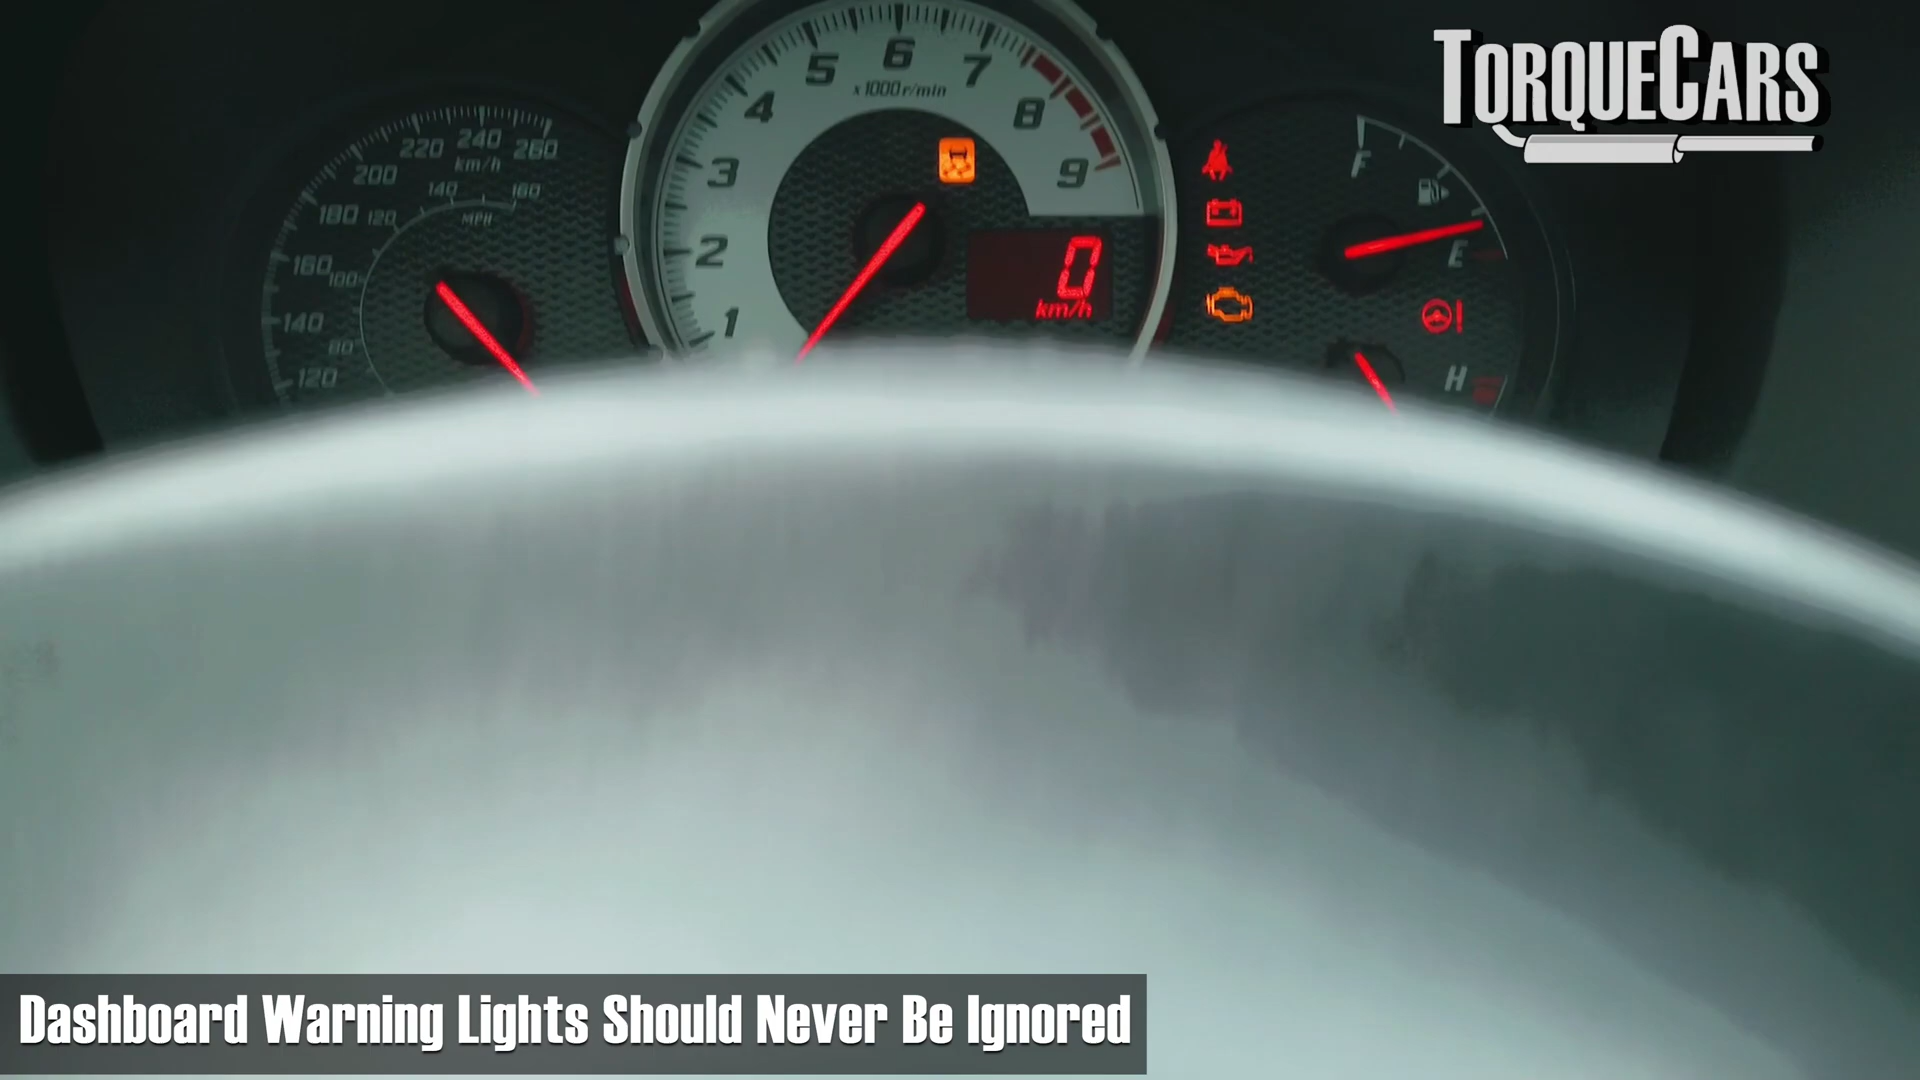 TORQUECARS
5 6 7
x1000r/min
4 8
3 9
2
1
0
km/h
220 240 260
km/h
200
140 160
180 120
MPH
160 100
140
80
120
F
E
H
Dashboard Warning Lights Should Never Be Ignored